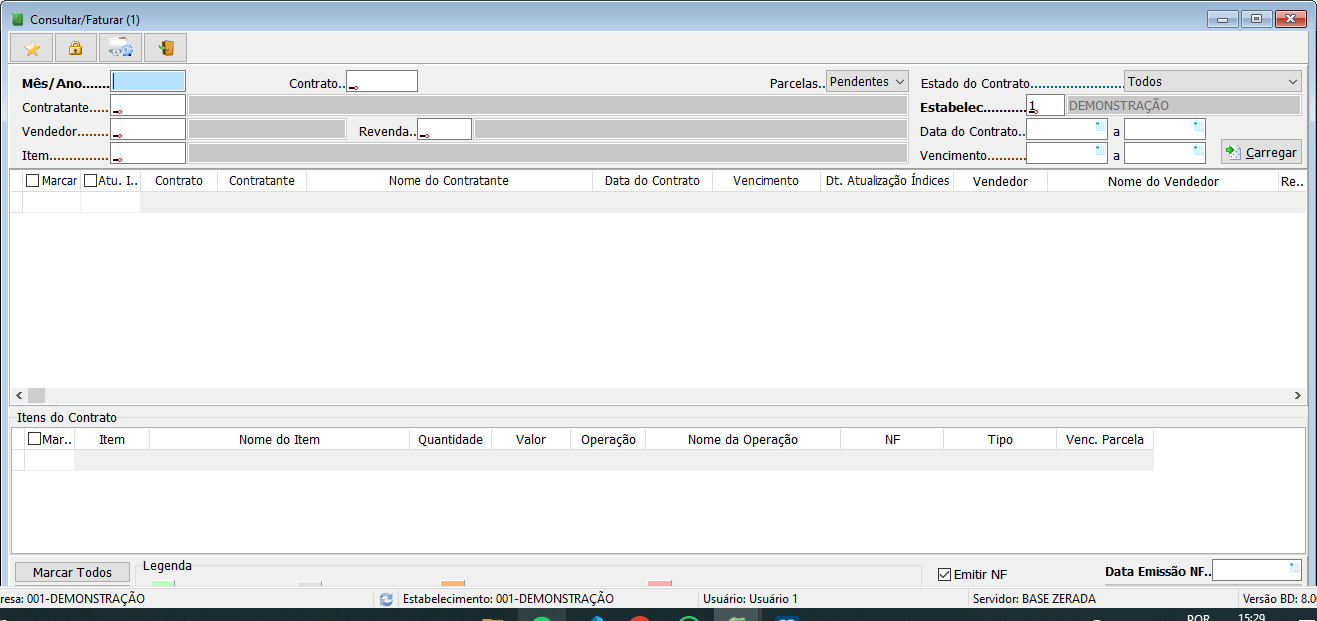 Consultar/Faturar (1)
Mês/Ano....... Contrato.. Parcelas.. Pendentes Estado do Contrato....................... Todos
Contratante..... Estabelec........... 1 DEMONSTRAÇÃO
Vendedor........ Revenda.. Data do Contrato.. a
Item............... Vencimento.......... a Carregar
Marcar Atu. I.. Contrato Contratante Nome do Contratante Data do Contrato Vencimento Dt. Atualização Índices Vendedor Nome do Vendedor Re..
Itens do Contrato
Mar.. Item Nome do Item Quantidade Valor Operação Nome da Operação NF Tipo Venc. Parcela
Marcar Todos Legenda Emitir NF Data Emissão NF..
resa: 001-DEMONSTRAÇÃO Estabelecimento: 001-DEMONSTRAÇÃO Usuário: Usuário 1 Servidor: BASE ZERADA Versão BD: 8.0
POR 15:29